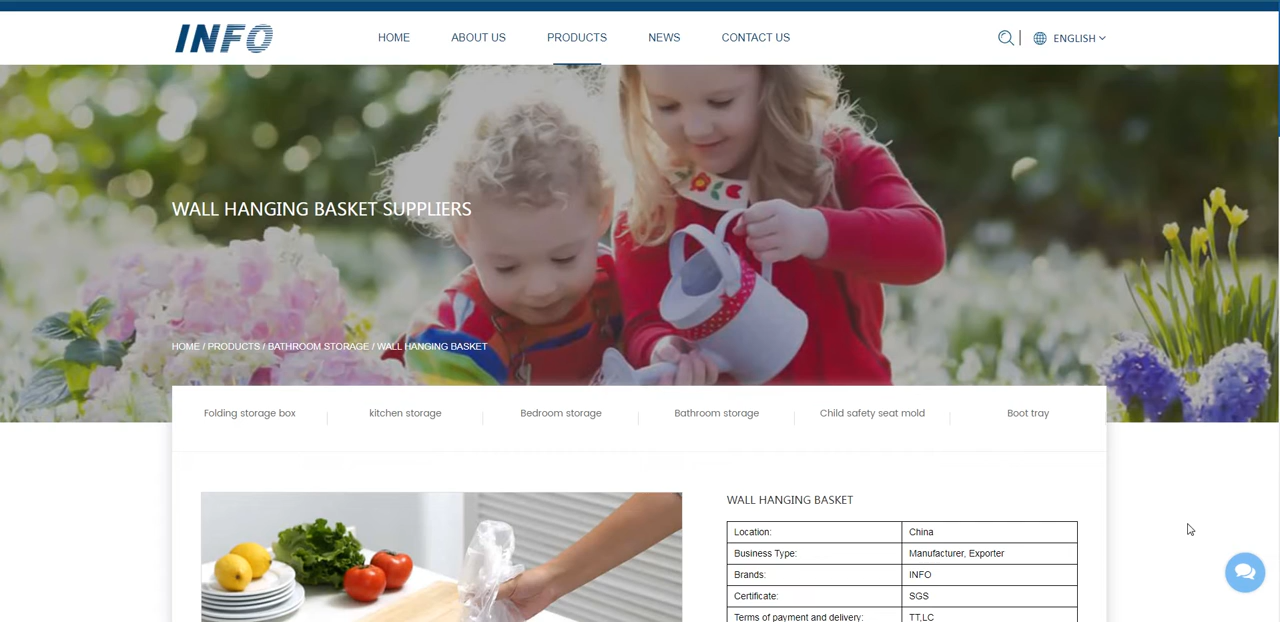 INFO
HOME ABOUT US PRODUCTS NEWS CONTACT US
ENGLISH
WALL HANGING BASKET SUPPLIERS
HOME / PRODUCTS / BATHROOM STORAGE / WALL HANGING BASKET
Folding storage box kitchen storage Bedroom storage Bathroom storage Child safety seat mold Boot tray
WALL HANGING BASKET
Location: China
Business Type: Manufacturer, Exporter
Brands: INFO
Certificate: SGS
Terms of payment and delivery: TT,LC